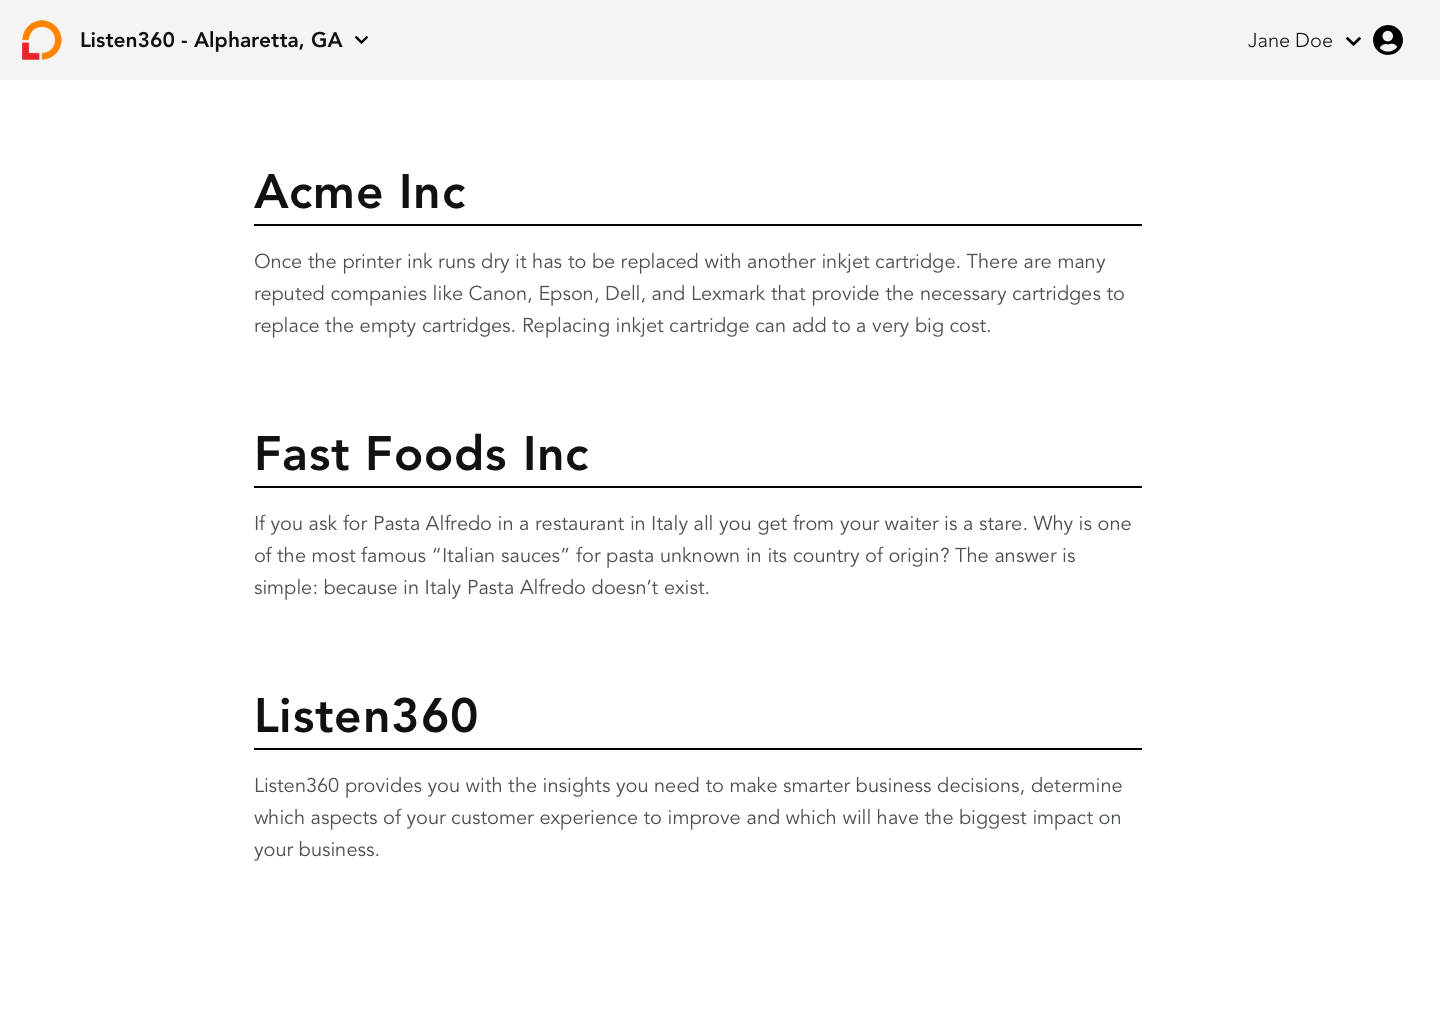 Listen360 - Alpharetta, GA
Jane Doe
Acme Inc
Once the printer ink runs dry it has to be replaced with another inkjet cartridge. There are many
reputed companies like Canon, Epson, Dell, and Lexmark that provide the necessary cartridges to
replace the empty cartridges. Replacing inkjet cartridge can add to a very big cost.
Fast Foods Inc
If you ask for Pasta Alfredo in a restaurant in Italy all you get from your waiter is a stare. Why is one
of the most famous “Italian sauces” for pasta unknown in its country of origin? The answer is
simple: because in Italy Pasta Alfredo doesn’t exist.
Listen360
Listen360 provides you with the insights you need to make smarter business decisions, determine
which aspects of your customer experience to improve and which will have the biggest impact on
your business.